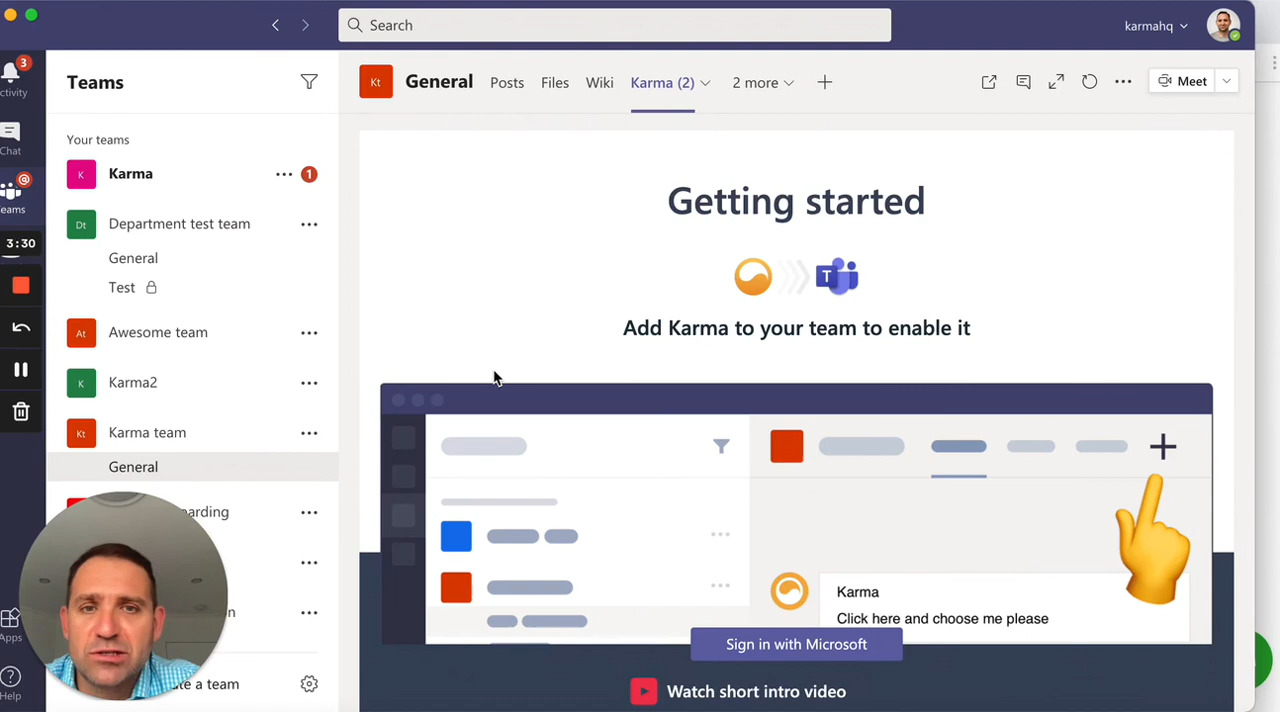 Search
karmahq
3
ctivity
Chat
@
eams
3:30
Apps
Help
Teams
Your teams
K
Karma
1
Dt
Department test team
General
Test
At
Awesome team
K
Karma2
Kt
Karma team
General
arding
n
te a team
Kt
General
Posts
Files
Wiki
Karma (2)
2 more
Meet
Getting started
T
Add Karma to your team to enable it
Karma
Click here and choose me please
Sign in with Microsoft
Watch short intro video